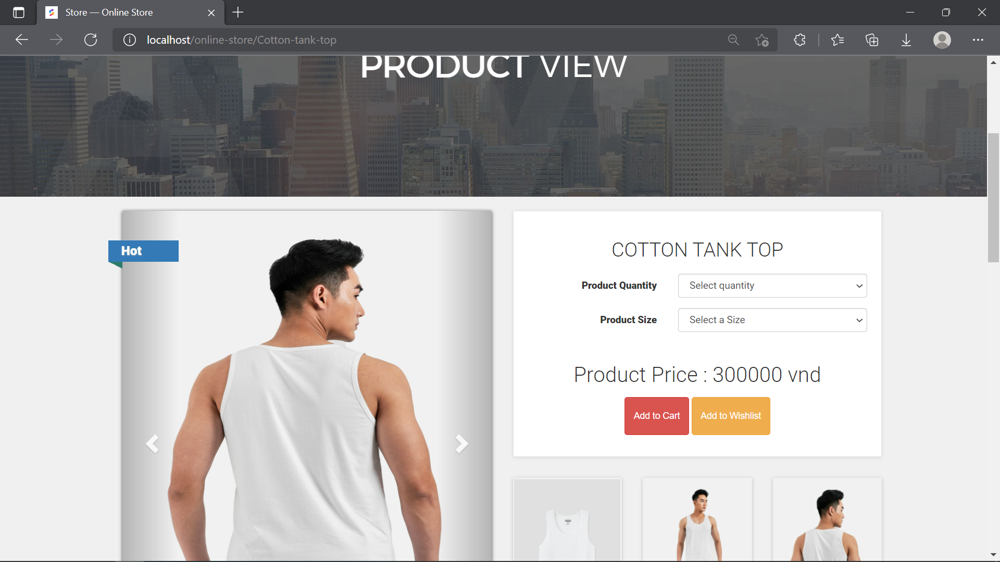 Store — Online Store
localhost/online-store/Cotton-tank-top
PRODUCT VIEW
Hot
COTTON TANK TOP
Product Quantity
Select quantity
Product Size
Select a Size
Product Price : 300000 vnd
Add to Cart
Add to Wishlist